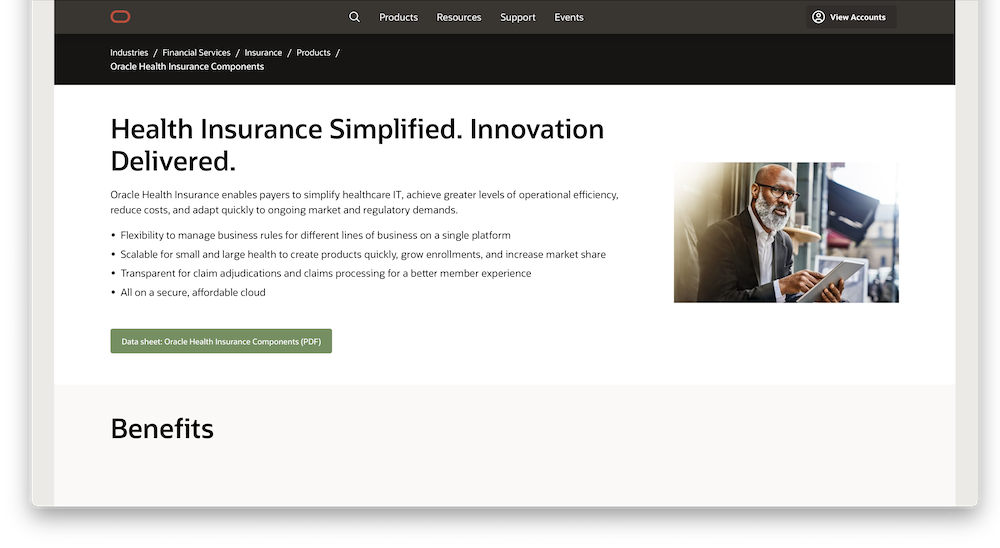 Products Resources Support Events View Accounts
Industries / Financial Services / Insurance / Products /
Oracle Health Insurance Components
Health Insurance Simplified. Innovation
Delivered.
Oracle Health Insurance enables payers to simplify healthcare IT, achieve greater levels of operational efficiency,
reduce costs, and adapt quickly to ongoing market and regulatory demands.
• Flexibility to manage business rules for different lines of business on a single platform
• Scalable for small and large health to create products quickly, grow enrollments, and increase market share
• Transparent for claim adjudications and claims processing for a better member experience
• All on a secure, affordable cloud
Data sheet: Oracle Health Insurance Components (PDF)
Benefits